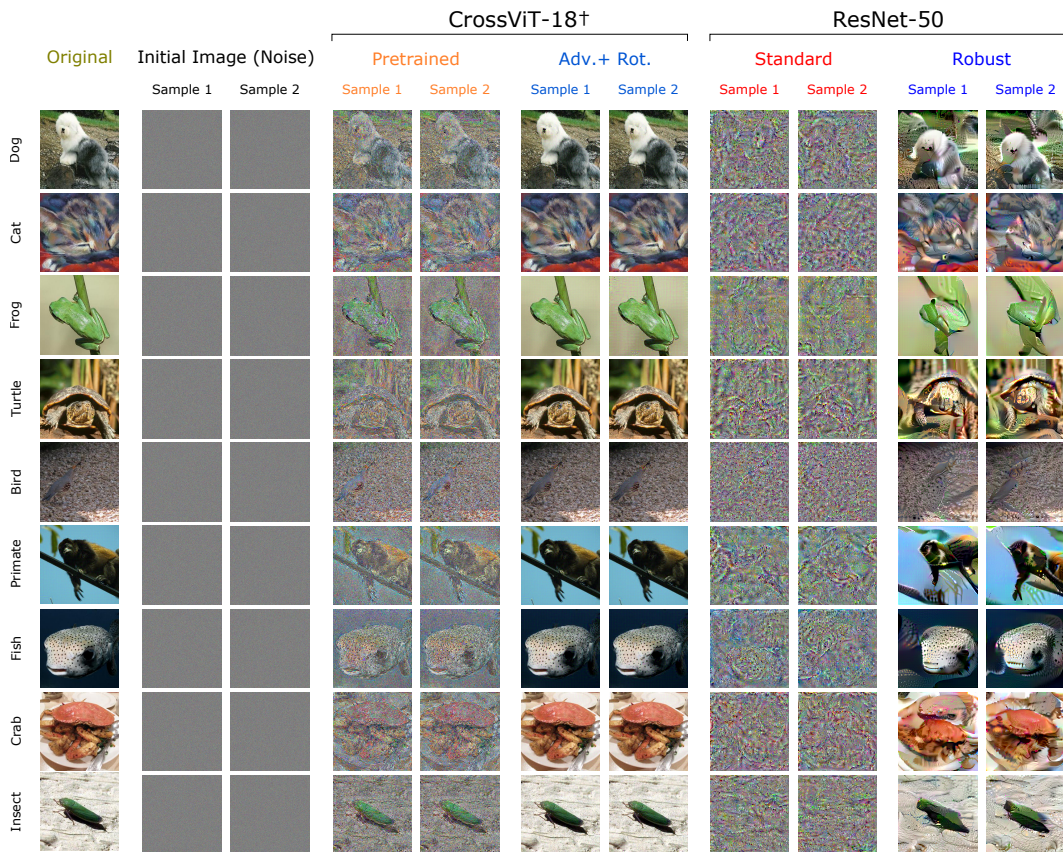 CrossViT-18† ResNet-50
Original Initial Image (Noise) Pretrained Adv.+ Rot. Standard Robust
Sample 1 Sample 2 Sample 1 Sample 2 Sample 1 Sample 2 Sample 1 Sample 2 Sample 1 Sample 2
Dog
Cat
Frog
Turtle
Bird
Primate
Fish
Crab
Insect